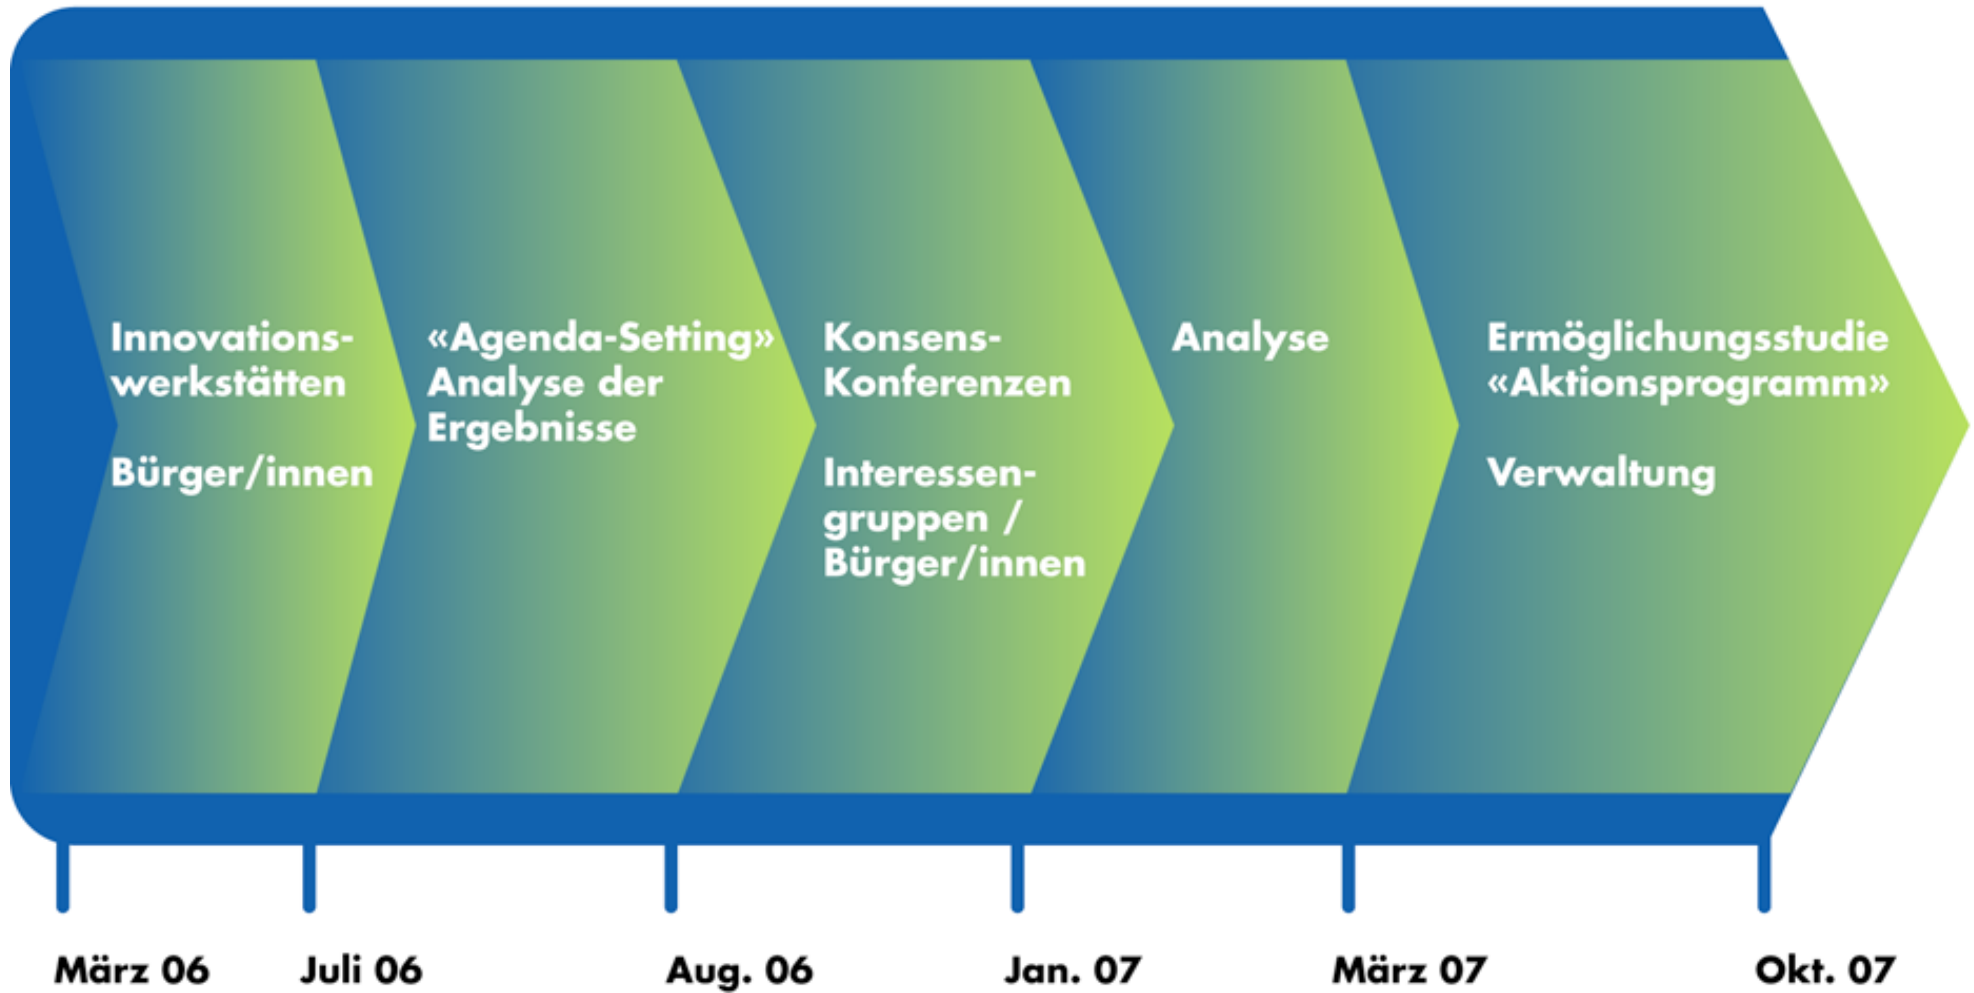 Innovations-
werkstätten
Bürger/innen
«Agenda-Setting»
Analyse der
Ergebnisse
Konsens-
Konferenzen
Interessen-
gruppen /
Bürger/innen
Analyse
Ermöglichungsstudie
«Aktionsprogramm»
Verwaltung
März 06
Juli 06
Aug. 06
Jan. 07
März 07
Okt. 07